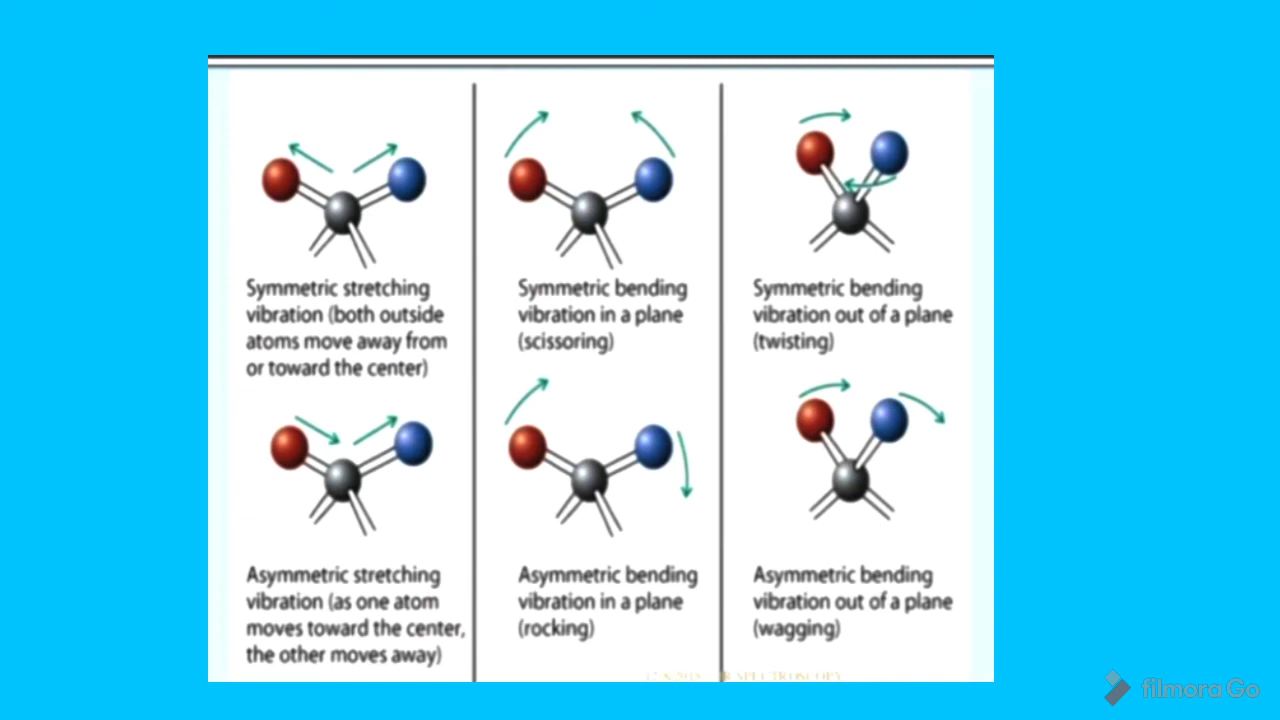 Symmetric stretching
vibration (both outside
atoms move away from
or toward the center)
Symmetric bending
vibration in a plane
(scissoring)
Symmetric bending
vibration out of a plane
(twisting)
Asymmetric stretching
vibration (as one atom
moves toward the center,
the other moves away)
Asymmetric bending
vibration in a plane
(rocking)
Asymmetric bending
vibration out of a plane
(wagging)
SPECTROSCOPY
filmora Go